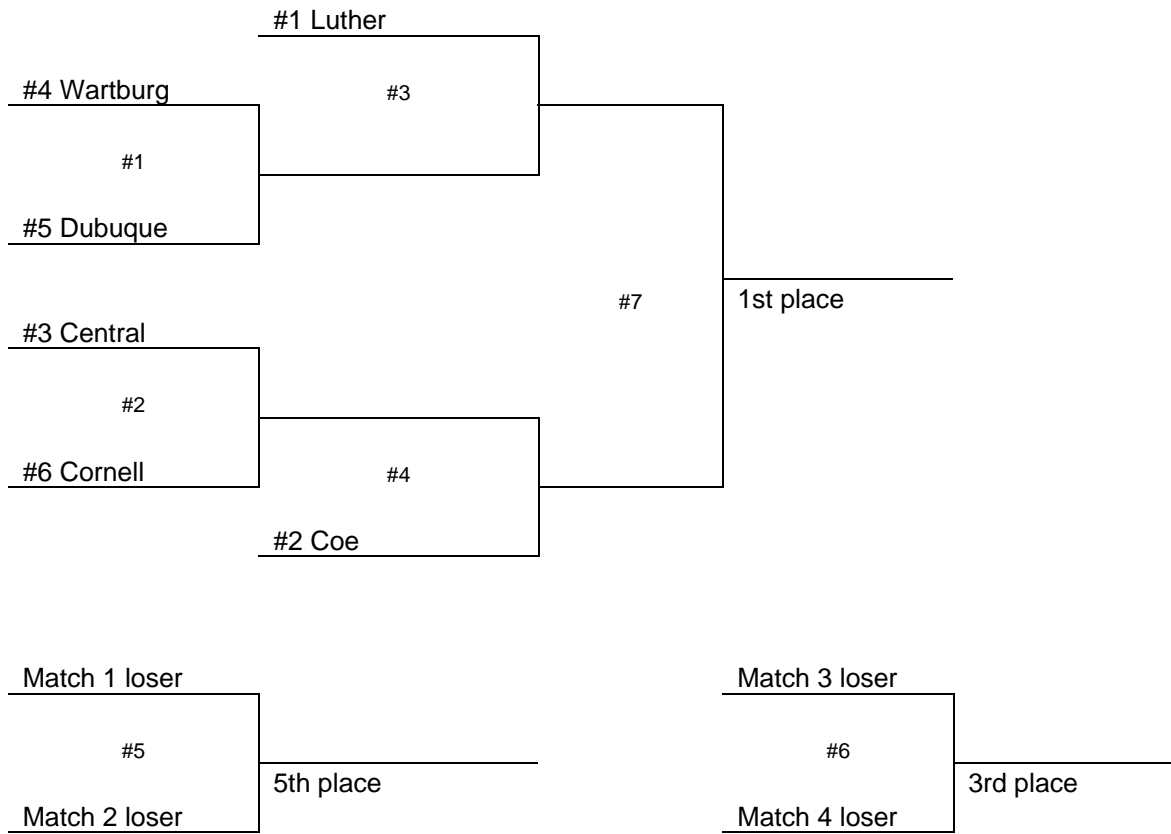 #1 Luther
#4 Wartburg
#3
#1
#5 Dubuque
#7
1st place
#3 Central
#2
#6 Cornell
#4
#2 Coe
Match 1 loser
Match 3 loser
#5
#6
5th place
3rd place
Match 2 loser
Match 4 loser